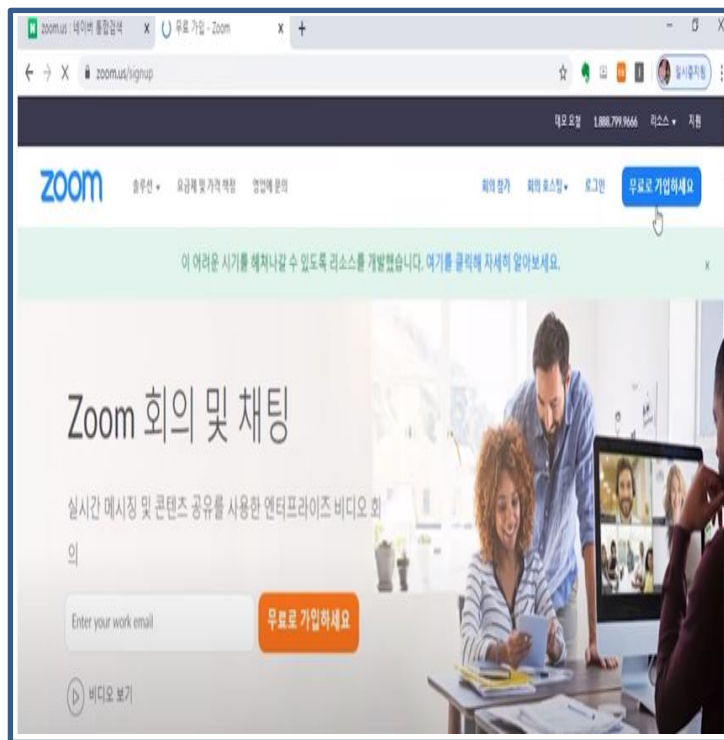 zoom.us : 네이버 통합검색
무료 가입 - Zoom
zoom.us/signup
일시중지됨
데모 요청 1.888.799.9666 리소스 지원
zoom 솔루션 요금제 및 가격 책정 영업에 문의 회의 참가 회의 호스팅 로그인 무료로 가입하세요
이 어려운 시기를 헤쳐나갈 수 있도록 리소스를 개발했습니다. 여기를 클릭해 자세히 알아보세요.
Zoom 회의 및 채팅
실시간 메시징 및 콘텐츠 공유를 사용한 엔터프라이즈 비디오 회
의
Enter your work email 무료로 가입하세요
비디오 보기